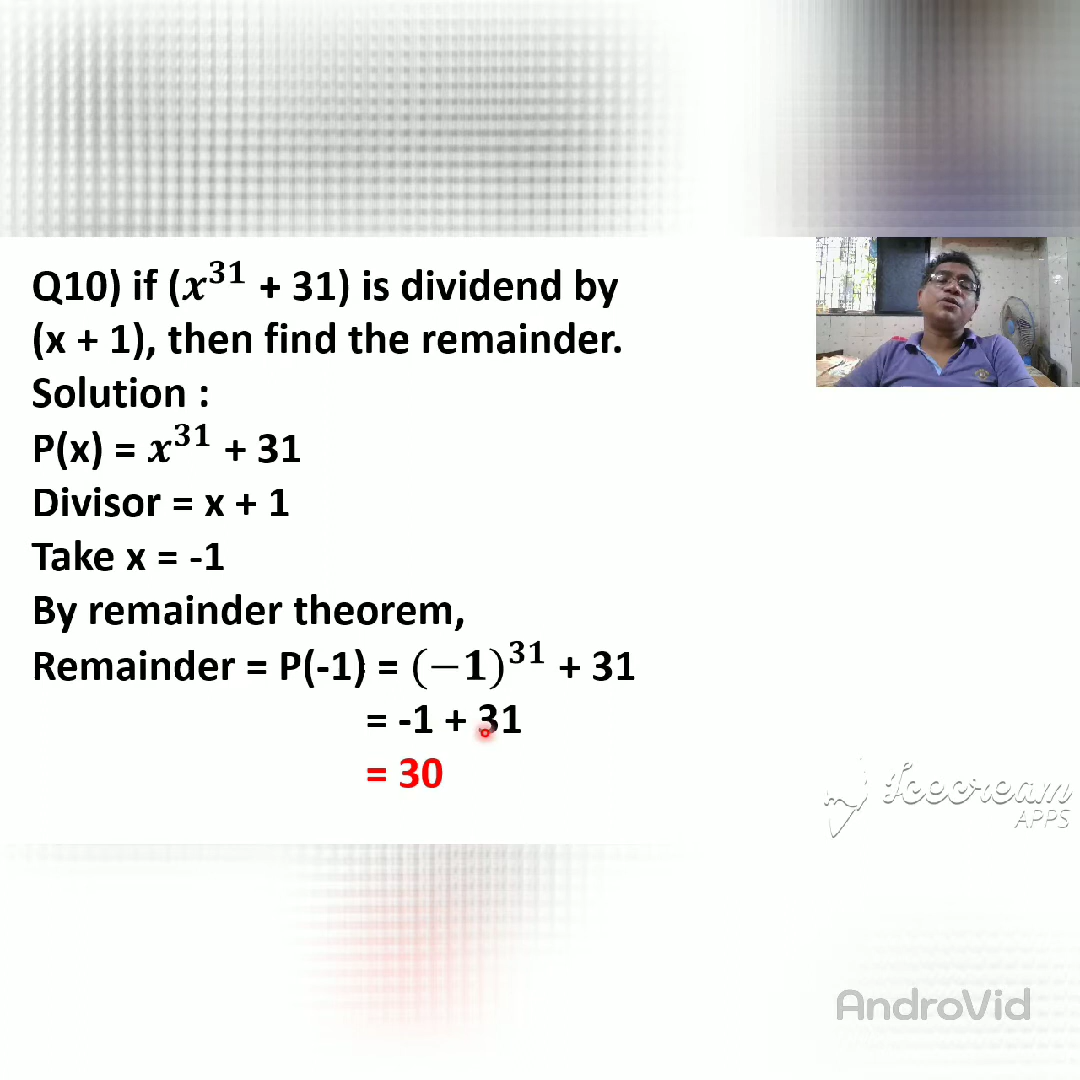 Q10) if (x³¹ + 31) is dividend by
(x + 1), then find the remainder.
Solution :
P(x) = x³¹ + 31
Divisor = x + 1
Take x = -1
By remainder theorem,
Remainder = P(-1) = (−1)³¹ + 31
= -1 + 31
= 30
Icecream
APPS
AndroVid